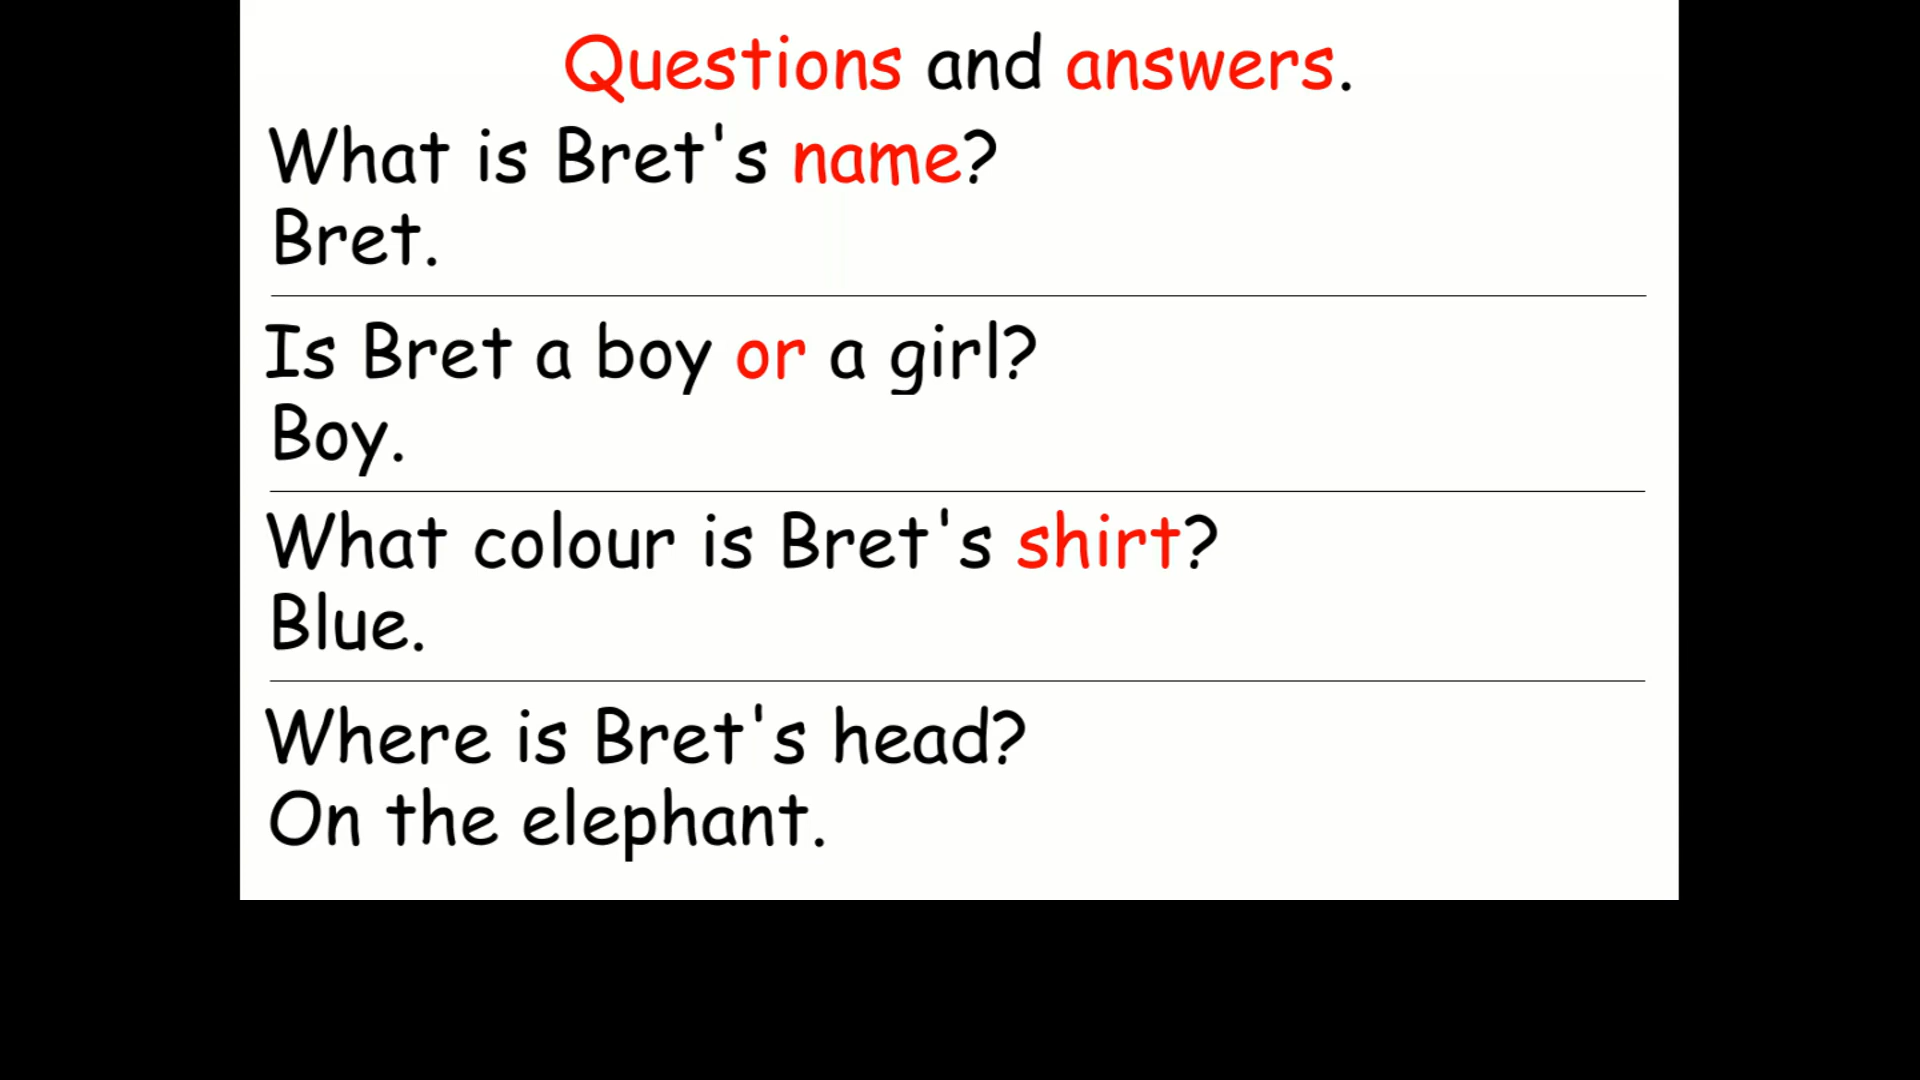 Questions and answers.
What is Bret's name?
Bret.
Is Bret a boy or a girl?
Boy.
What colour is Bret's shirt?
Blue.
Where is Bret's head?
On the elephant.